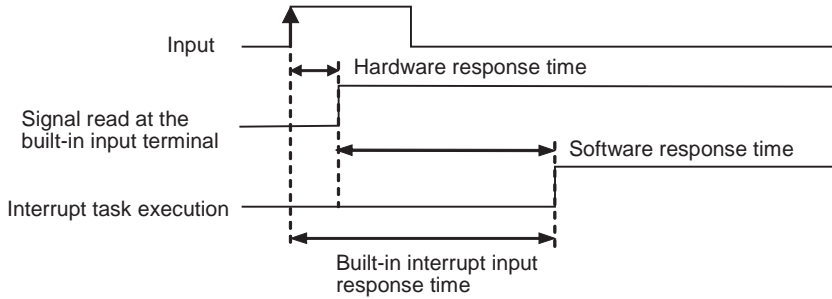 Input
Hardware response time
Signal read at the
built-in input terminal
Software response time
Interrupt task execution
Built-in interrupt input
response time